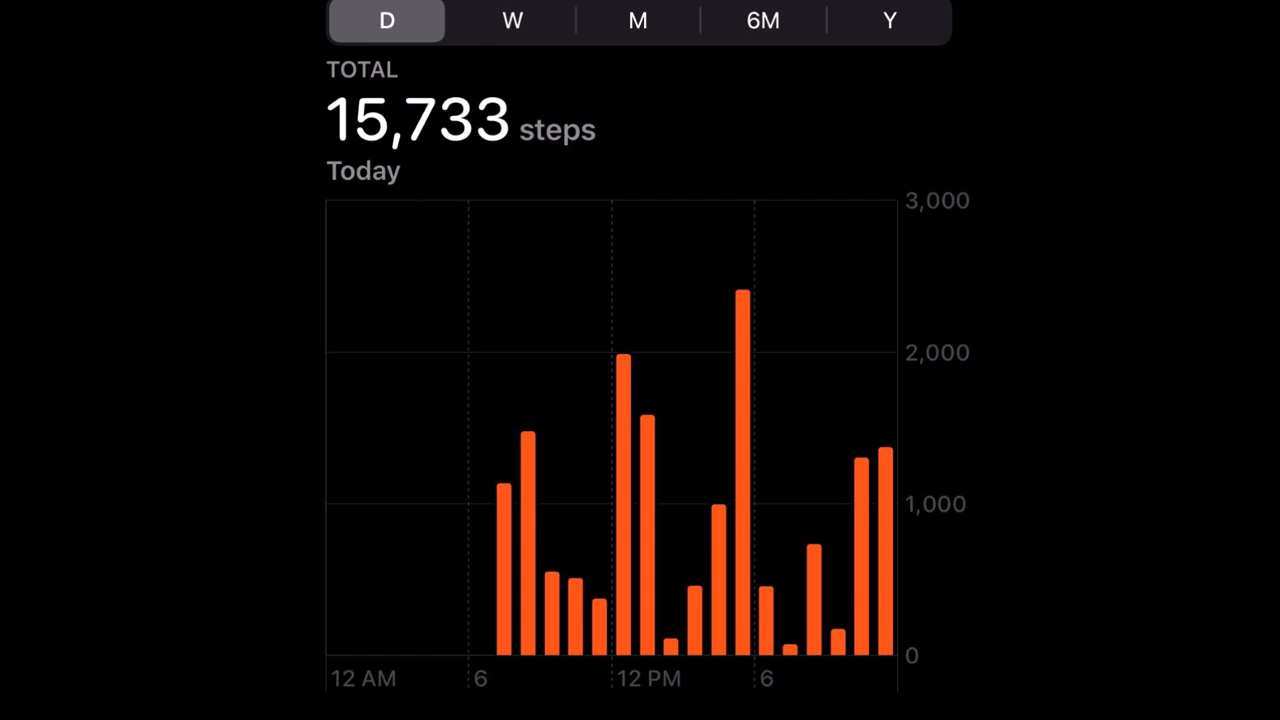 D W M 6M Y
TOTAL
15,733 steps
Today
3,000
2,000
1,000
0
12 AM 6 12 PM 6